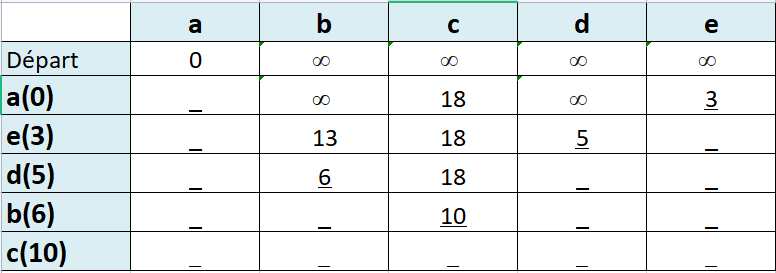 a b c d e
Départ 0 ∞ ∞ ∞ ∞
a(0) _ ∞ 18 ∞ 3
e(3) _ 13 18 5 _
d(5) _ 6 18 _ _
b(6) _ _ 10 _ _
c(10) _ _ _ _ _